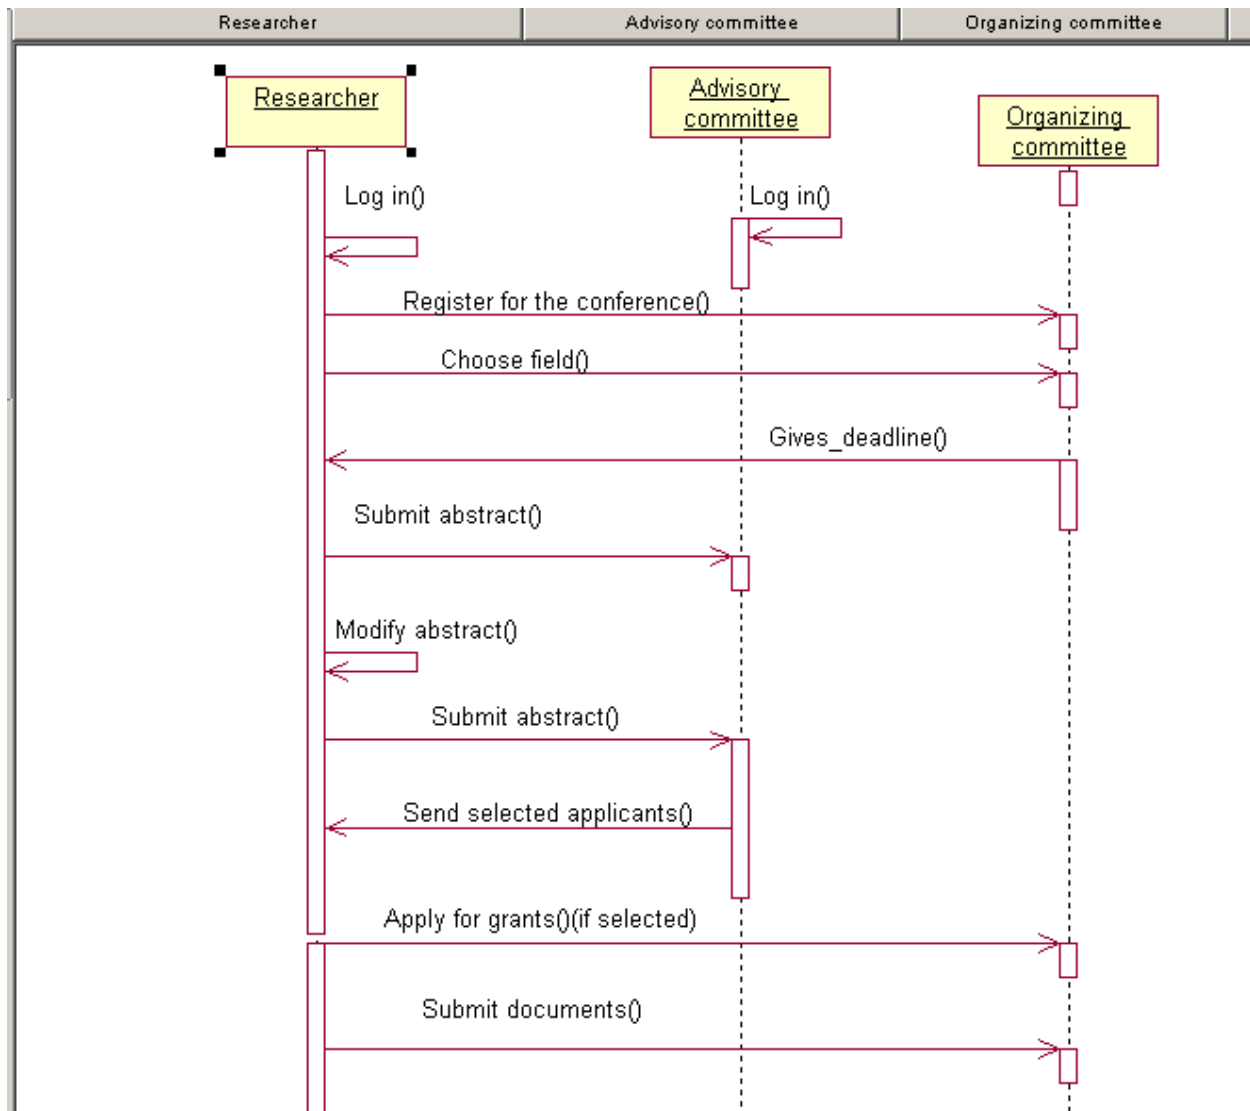 Researcher
Advisory committee
Organizing committee
Researcher
Advisory
committee
Organizing
committee
Log in()
Log in()
Register for the conference()
Choose field()
Gives_deadline()
Submit abstract()
Modify abstract()
Submit abstract()
Send selected applicants()
Apply for grants()(if selected)
Submit documents()